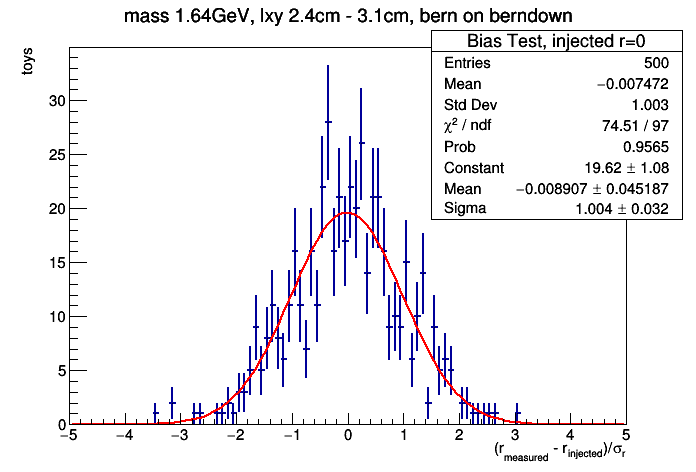 mass 1.64GeV, lxy 2.4cm - 3.1cm, bern on berndown
toys
Bias Test, injected r=0
Entries 500
Mean −0.007472
Std Dev 1.003
χ² / ndf 74.51 / 97
Prob 0.9565
Constant 19.62 ± 1.08
Mean −0.008907 ± 0.045187
Sigma 1.004 ± 0.032
30
25
20
15
10
5
0
−5 −4 −3 −2 −1 0 1 2 3 4 5
(r_measured - r_injected)/σ_r